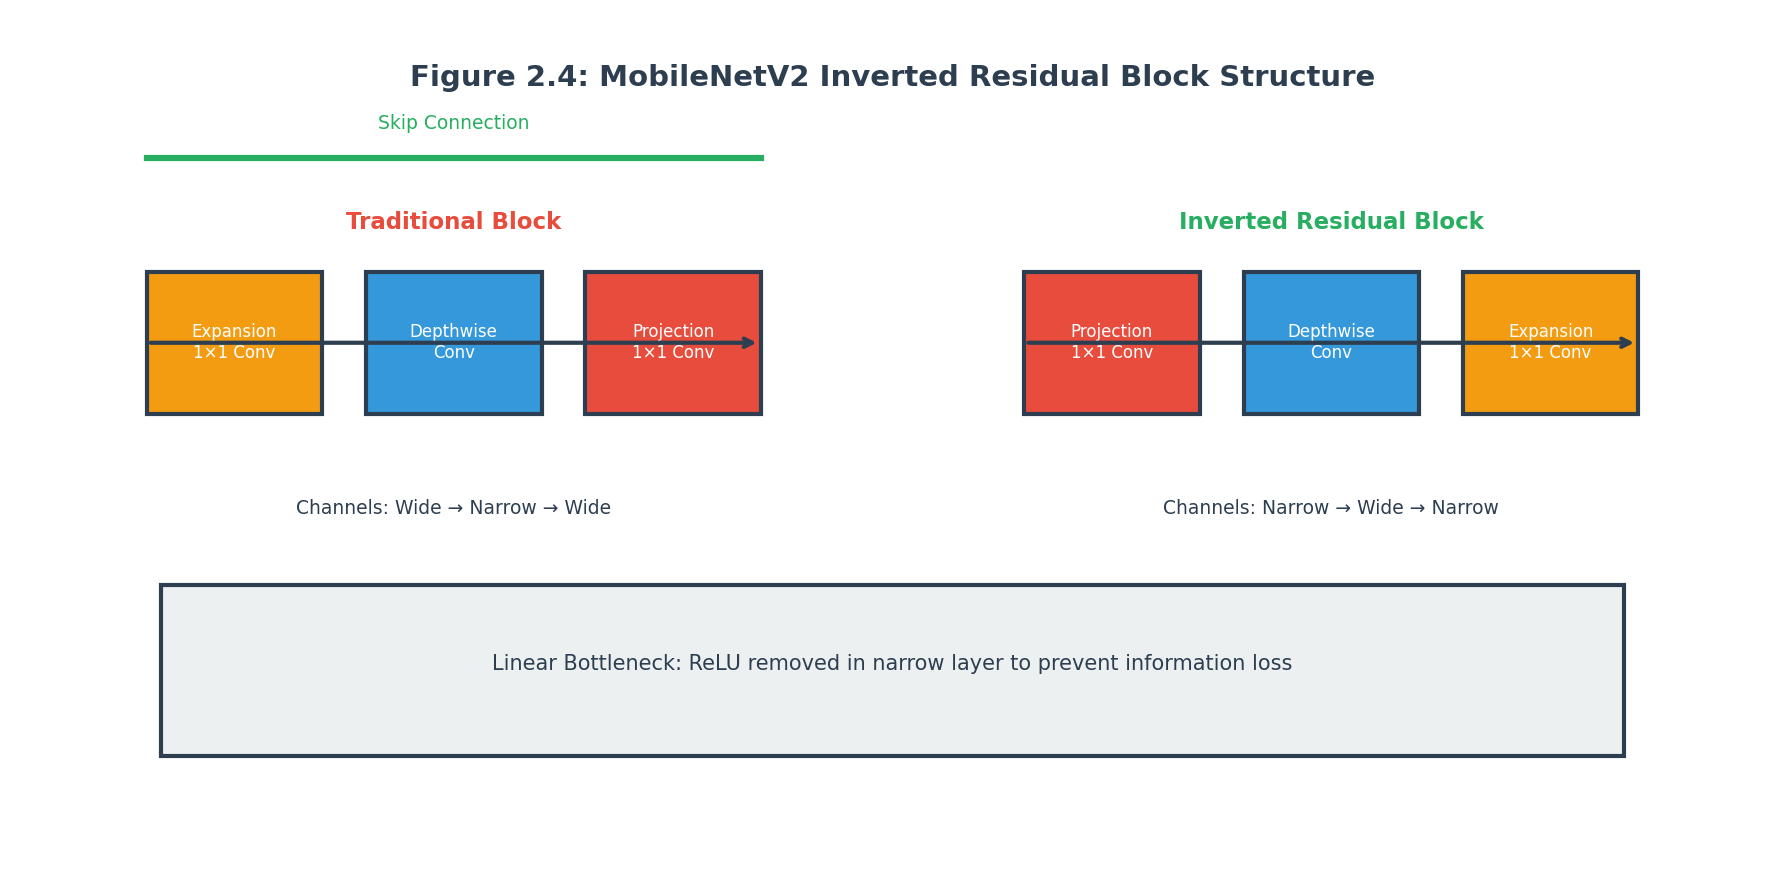 Figure 2.4: MobileNetV2 Inverted Residual Block Structure
Skip Connection
Traditional Block
Expansion
1×1 Conv
Depthwise
Conv
Projection
1×1 Conv
Channels: Wide → Narrow → Wide
Inverted Residual Block
Projection
1×1 Conv
Depthwise
Conv
Expansion
1×1 Conv
Channels: Narrow → Wide → Narrow
Linear Bottleneck: ReLU removed in narrow layer to prevent information loss